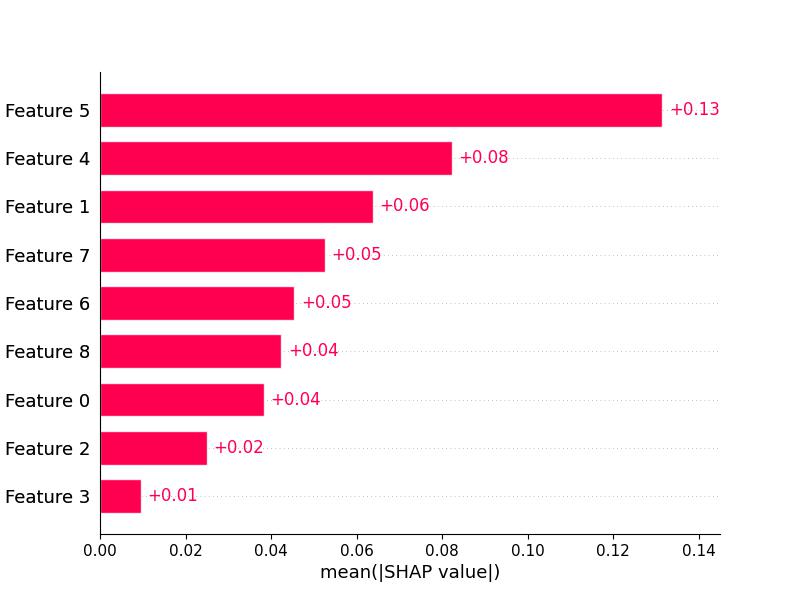 Feature 5 +0.13
Feature 4 +0.08
Feature 1 +0.06
Feature 7 +0.05
Feature 6 +0.05
Feature 8 +0.04
Feature 0 +0.04
Feature 2 +0.02
Feature 3 +0.01
0.00 0.02 0.04 0.06 0.08 0.10 0.12 0.14
mean(|SHAP value|)